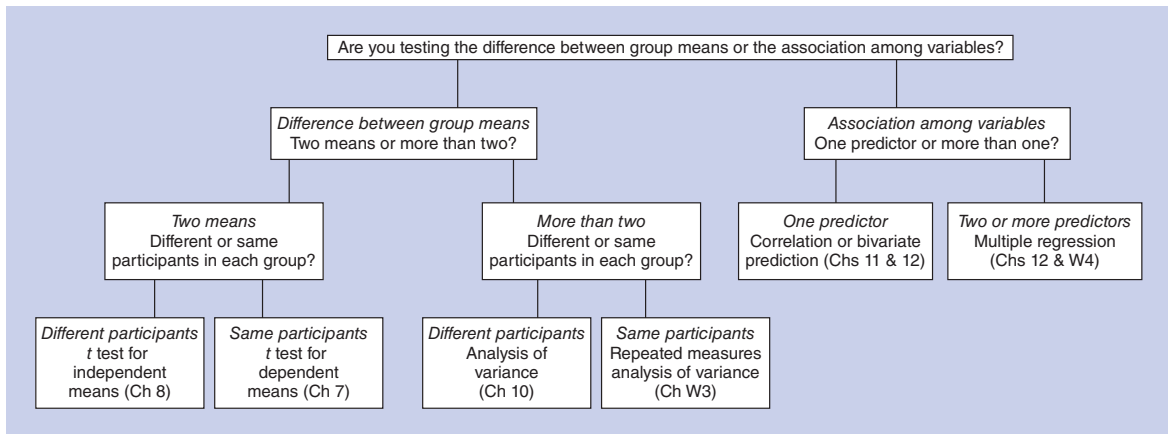 Are you testing the difference between group means or the association among variables?
Difference between group means
Two means or more than two?
Association among variables
One predictor or more than one?
Two means
Different or same
participants in each group?
More than two
Different or same
participants in each group?
One predictor
Correlation or bivariate
prediction (Chs 11 & 12)
Two or more predictors
Multiple regression
(Chs 12 & W4)
Different participants
t test for
independent means (Ch 8)
Same participants
t test for
dependent means (Ch 7)
Different participants
Analysis of
variance
(Ch 10)
Same participants
Repeated measures
analysis of variance
(Ch W3)